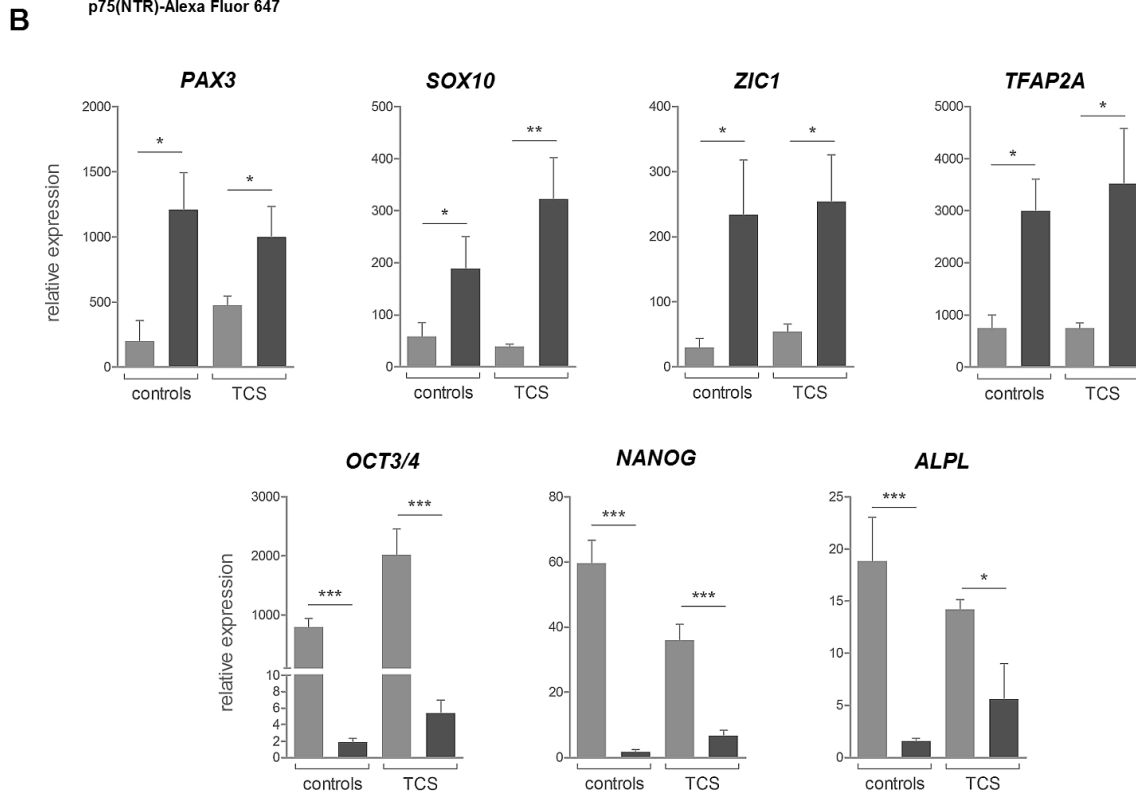 p75(NTR)-Alexa Fluor 647
B
PAX3
SOX10
ZIC1
TFAP2A
relative expression
2000
1500
1000
500
0
*
*
controls
TCS
500
400
300
200
100
0
*
**
controls
TCS
400
300
200
100
0
*
*
controls
TCS
5000
4000
3000
2000
1000
0
*
*
controls
TCS
OCT3/4
NANOG
ALPL
relative expression
3000
2000
1000
10
8
6
4
2
0
***
***
controls
TCS
80
60
40
20
0
***
***
controls
TCS
25
20
15
10
5
0
***
*
controls
TCS